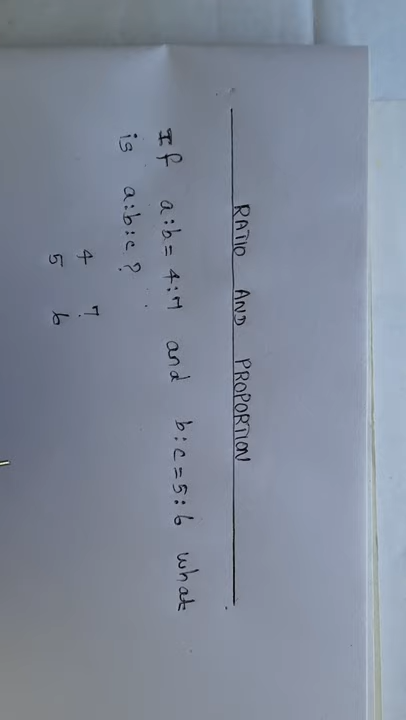 RATIO AND PROPORTION
If a:b = 4:7 and b:c = 5:6 what
is a:b:c ?
4 7
5 6